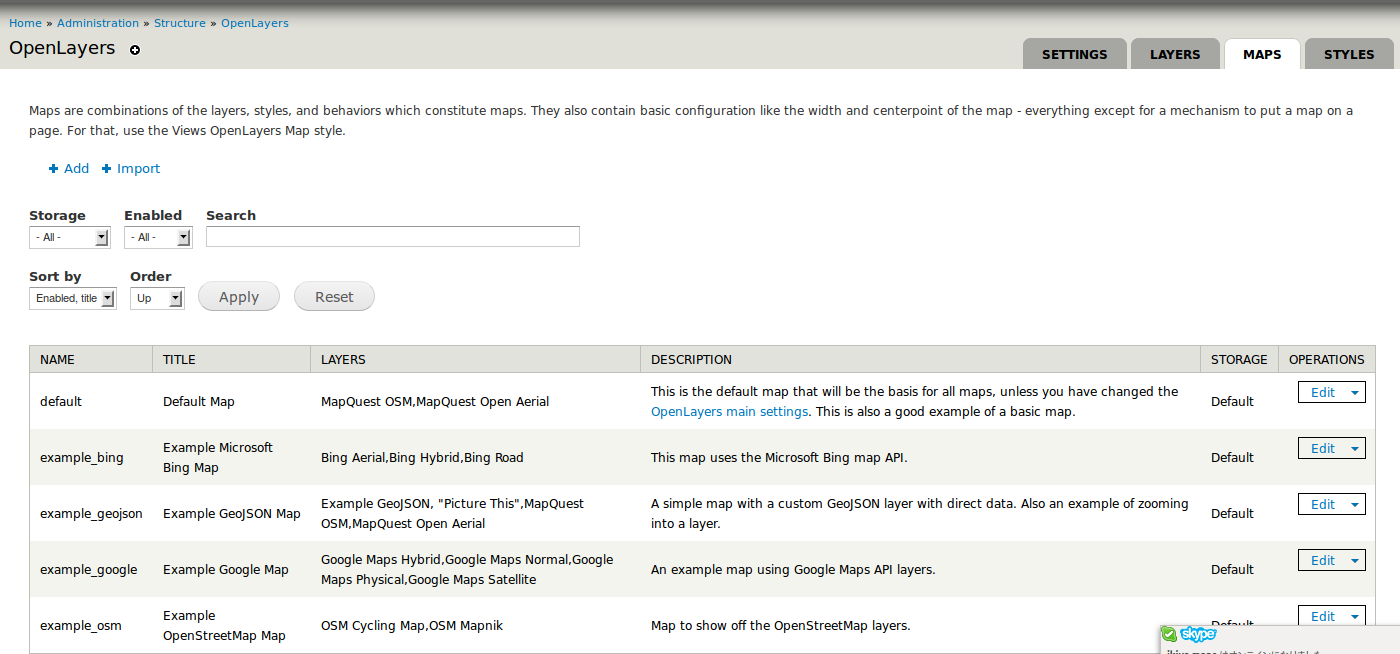 Home » Administration » Structure » OpenLayers
OpenLayers
SETTINGS
LAYERS
MAPS
STYLES
Maps are combinations of the layers, styles, and behaviors which constitute maps. They also contain basic configuration like the width and centerpoint of the map - everything except for a mechanism to put a map on a
page. For that, use the Views OpenLayers Map style.
Add Import
Storage Enabled Search
- All - - All -
Sort by Order
Enabled, title Up Apply Reset
NAME TITLE LAYERS DESCRIPTION STORAGE OPERATIONS
default
Default Map
MapQuest OSM,MapQuest Open Aerial
This is the default map that will be the basis for all maps, unless you have changed the
OpenLayers main settings. This is also a good example of a basic map.
Default
Edit
example_bing
Example Microsoft
Bing Map
Bing Aerial,Bing Hybrid,Bing Road
This map uses the Microsoft Bing map API.
Default
Edit
example_geojson
Example GeoJSON Map
Example GeoJSON, "Picture This",MapQuest
OSM,MapQuest Open Aerial
A simple map with a custom GeoJSON layer with direct data. Also an example of zooming
into a layer.
Default
Edit
example_google
Example Google Map
Google Maps Hybrid,Google Maps Normal,Google
Maps Physical,Google Maps Satellite
An example map using Google Maps API layers.
Default
Edit
example_osm
Example
OpenStreetMap Map
OSM Cycling Map,OSM Mapnik
Map to show off the OpenStreetMap layers.
Default
Edit
skype